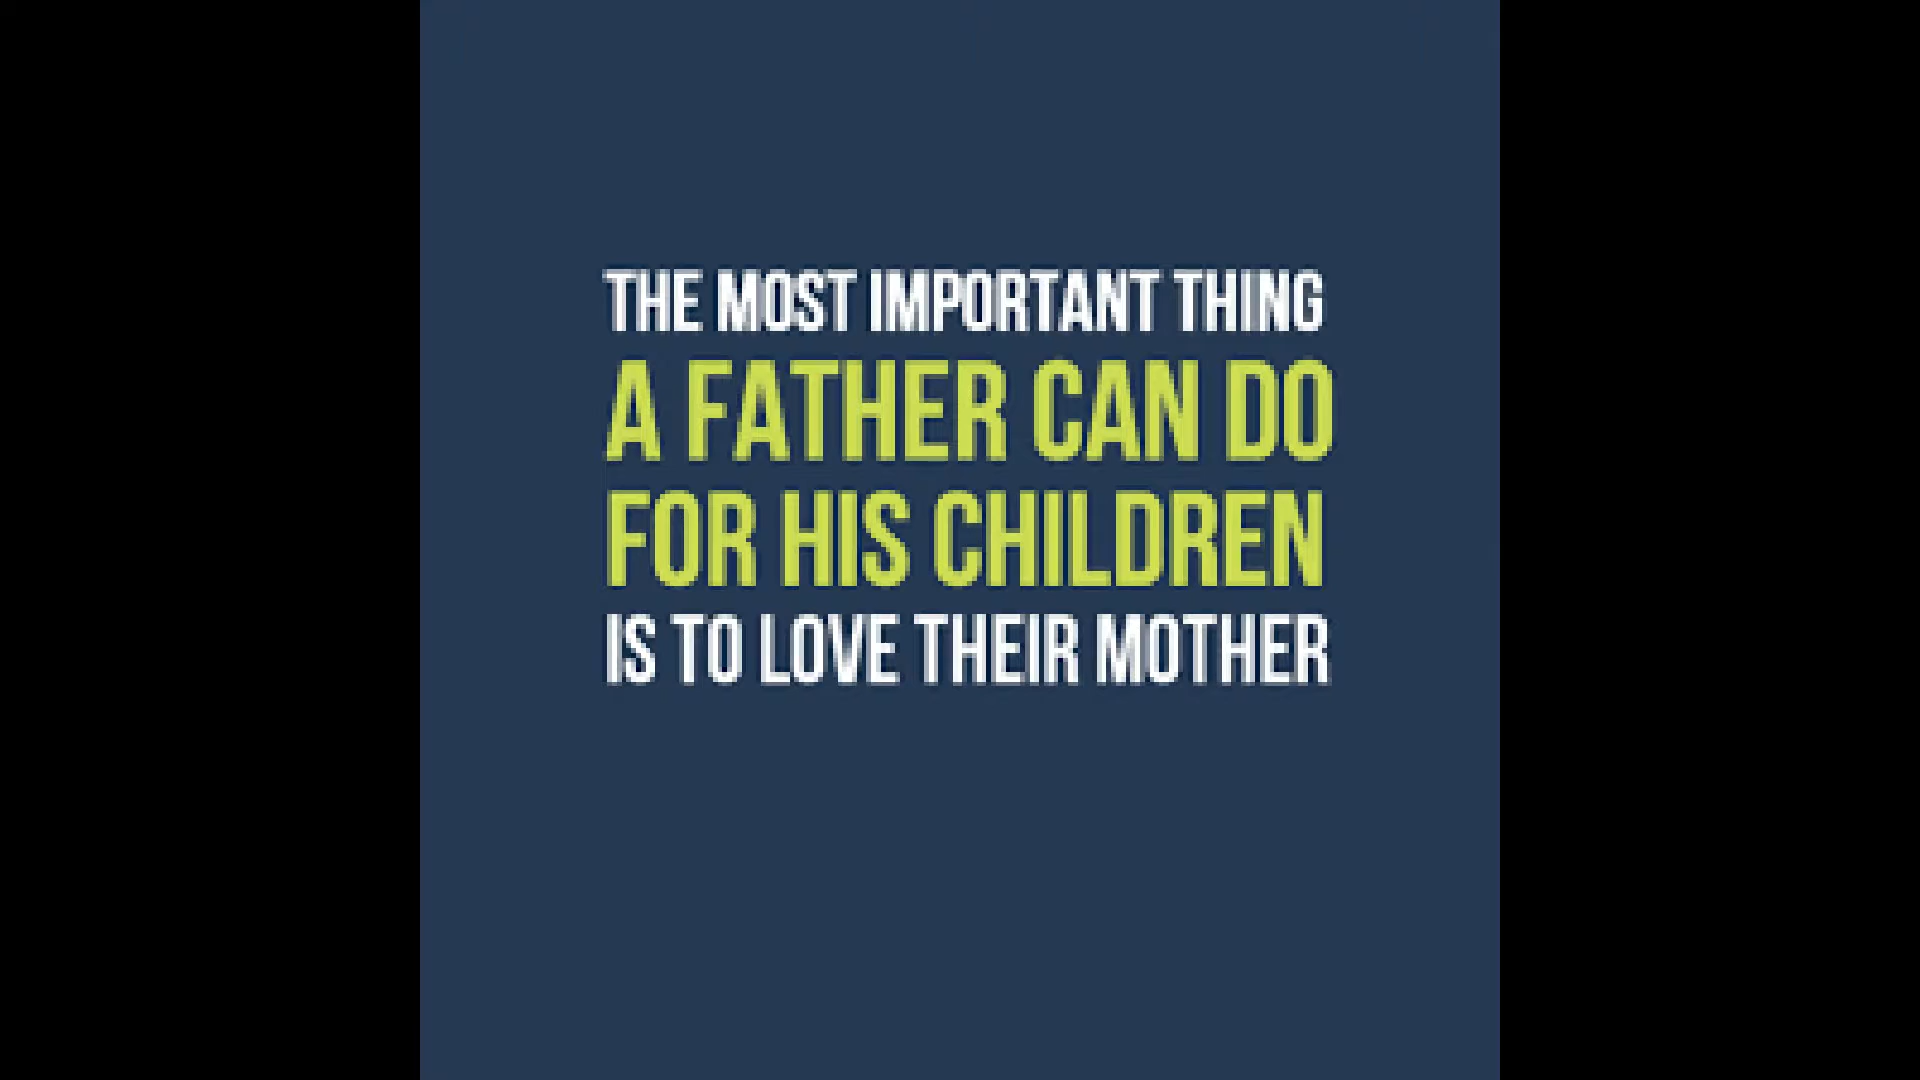 THE MOST IMPORTANT THING
A FATHER CAN DO
FOR HIS CHILDREN
IS TO LOVE THEIR MOTHER